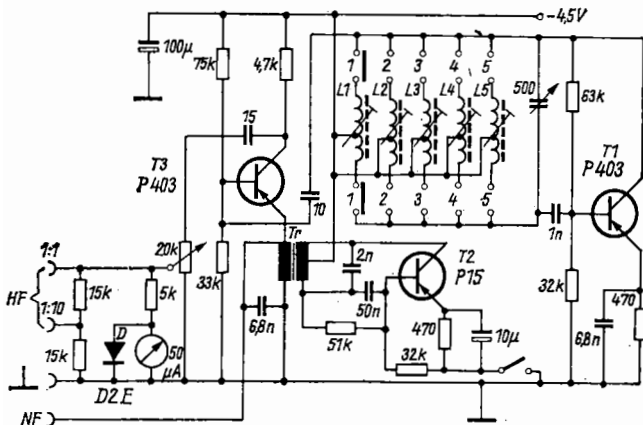 -4,5V
100μ
75k
4,7k
1 2 3 4 5
L1 L2 L3 L4 L5
500
63k
15
T3
P403
T1
P403
10
1 2 3 4 5
1n
Tr
20k
1:1
HF
1:10
15k
5k
33k
2n
T2
P15
50n
6,8n
15k
D
50
μA
51k
470
10μ
32k
32k
6,8n
470
D2E
NF